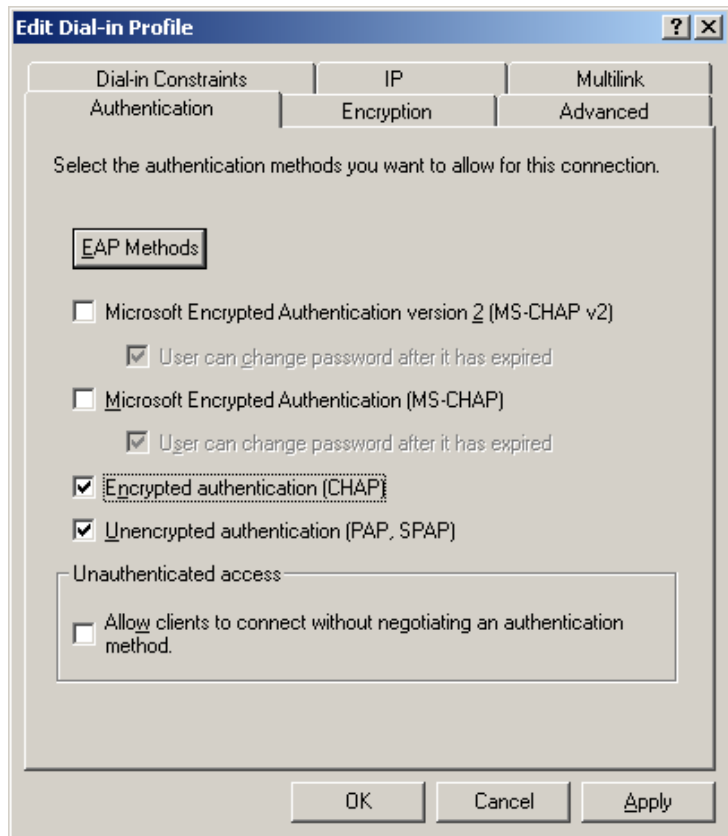 Edit Dial-in Profile
Dial-in Constraints IP Multilink
Authentication Encryption Advanced
Select the authentication methods you want to allow for this connection.
EAP Methods
Microsoft Encrypted Authentication version 2 (MS-CHAP v2)
User can change password after it has expired
Microsoft Encrypted Authentication (MS-CHAP)
User can change password after it has expired
Encrypted authentication (CHAP)
Unencrypted authentication (PAP, SPAP)
Unauthenticated access
Allow clients to connect without negotiating an authentication
method.
OK Cancel Apply